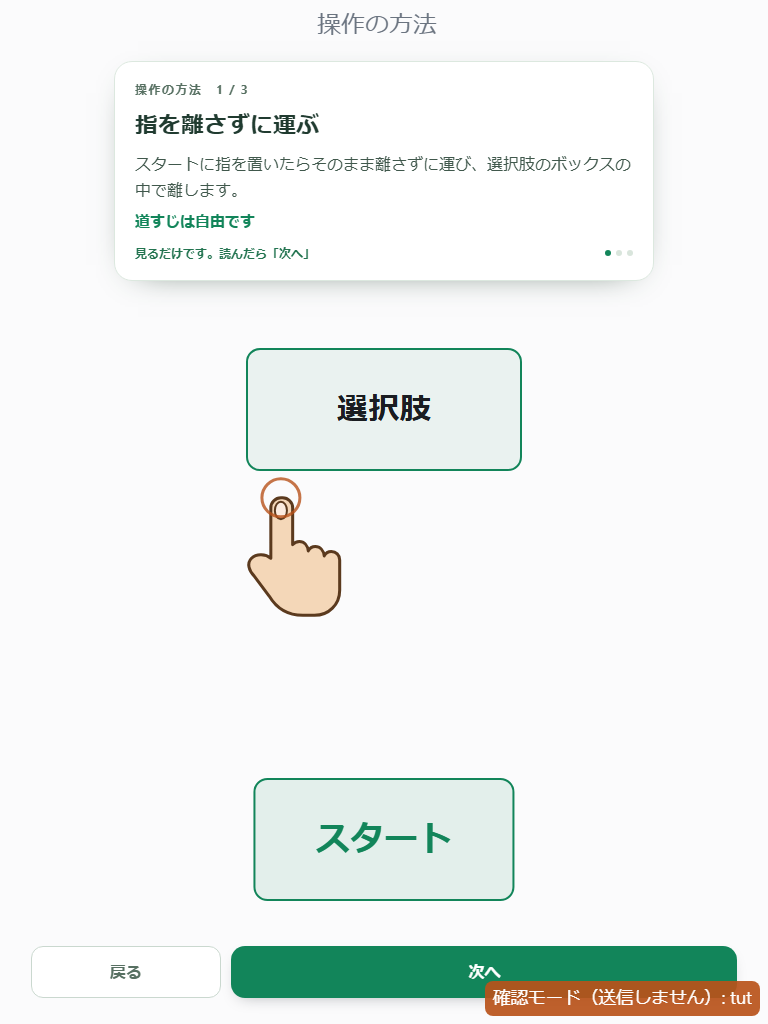 操作の方法
操作の方法 1 / 3
指を離さずに運ぶ
スタートに指を置いたらそのまま離さずに運び、選択肢のボックスの
中で離します。
道すじは自由です
見るだけです。読んだら「次へ」
選択肢
スタート
戻る
次へ
確認モード（送信しません）: tut